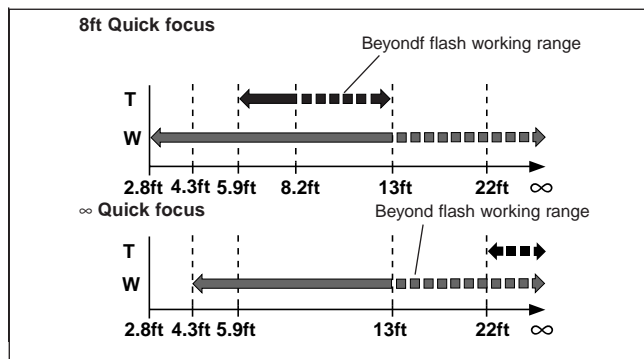 8ft Quick focus
Beyondf flash working range
T
W
2.8ft 4.3ft 5.9ft 8.2ft 13ft 22ft ∞
∞ Quick focus
Beyondf flash working range
T
W
2.8ft 4.3ft 5.9ft 13ft 22ft ∞